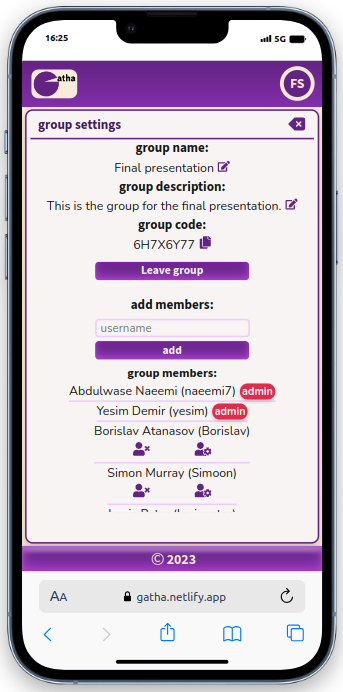 16:25
5G
Gatha
FS
group settings
group name:
Final presentation
group description:
This is the group for the final presentation.
group code:
6H7X6Y77
Leave group
add members:
username
add
group members:
Abdulwase Naeemi (naeemi7) admin
Yesim Demir (yesim) admin
Borislav Atanasov (Borislav)
Simon Murray (Simoon)
© 2023
AA
gatha.netlify.app